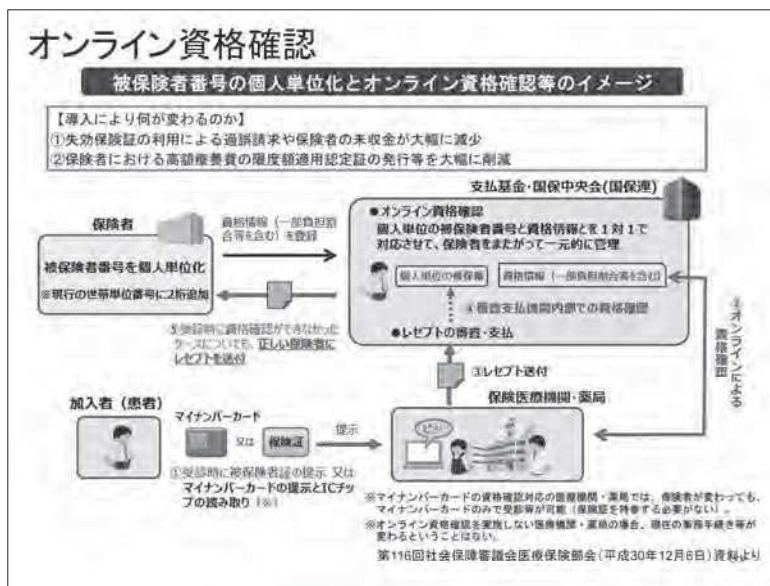 オンライン資格確認
被保険者番号の個人単位化とオンライン資格確認等のイメージ
【導入により何が変わるのか】
①失効保険証の利用による過誤請求や保険者の未収金が大幅に減少
②保険者における高額療養費の限度額適用認定証の発行等を大幅に削減
支払基金・国保中央会(国保連)
●オンライン資格確認
個人単位の被保険者番号と資格情報とを1対1で
対応させて、保険者をまたがって一元的に管理
個人単位の被保番
資格情報（一部負担割合等を含む）
④審査支払機関内部での資格確認
●レセプトの審査・支払
保険者
被保険者番号を個人単位化
※現行の世帯単位番号に2桁追加
資格情報（一部負担割
合等を含む）を登録
⑤受診時に資格確認ができなかった
ケースについても、正しい保険者に
レセプトを送付
③レセプト送付
②オンラインによる
資格確認
加入者（患者）
マイナンバーカード
又は
保険証
提示
①受診時に被保険者証の提示 又は
マイナンバーカードの提示とICチッ
プの読み取り（※）
保険医療機関・薬局
※マイナンバーカードの資格確認対応の医療機関・薬局では、保険者が変わっても、
マイナンバーカードのみで受診等が可能（保険証を持参する必要がない）。
※オンライン資格確認を実施しない医療機関・薬局の場合、現在の事務手続き等が
変わるということはない。
第116回社会保障審議会医療保険部会(平成30年12月6日)資料より